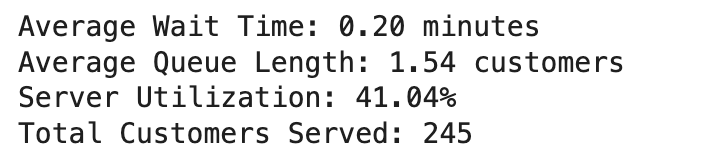 Average Wait Time: 0.20 minutes
Average Queue Length: 1.54 customers
Server Utilization: 41.04%
Total Customers Served: 245